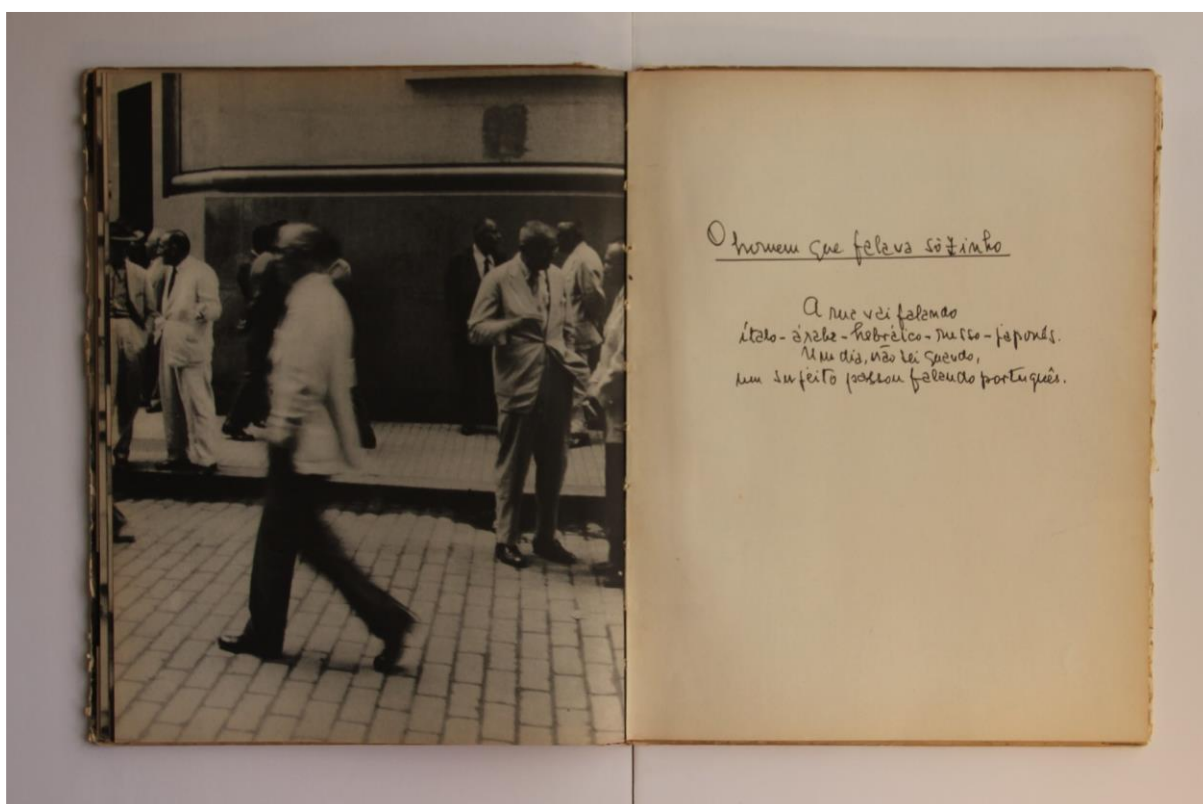 O homem que falava sòzinho
A rua vai falando
ítalo-árabe-hebráico-russo-japonês.
Um dia, não sei quando,
um sujeito passou falando português.